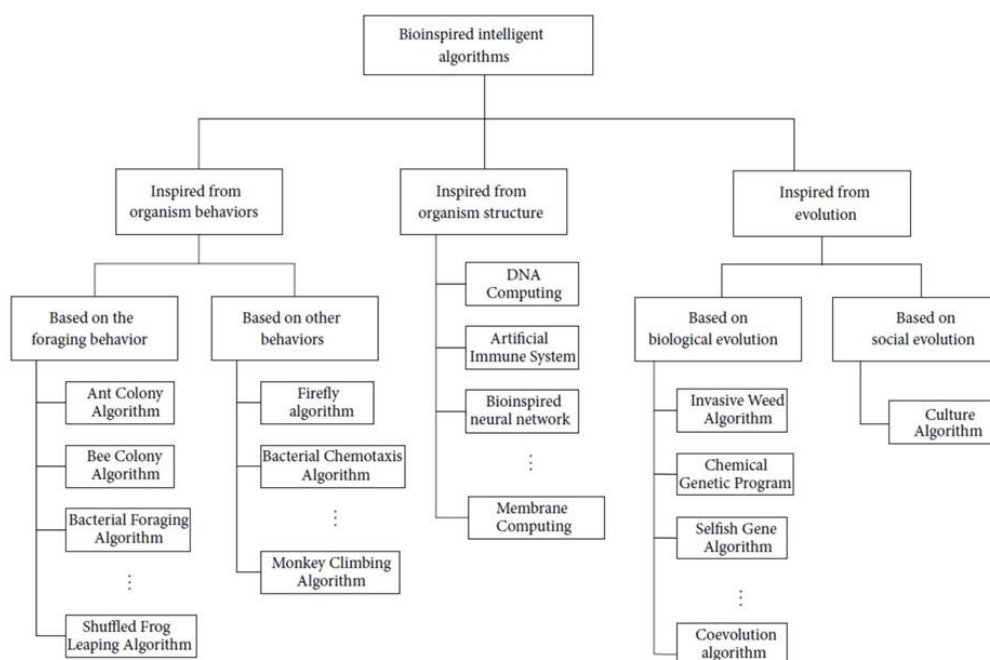 Bioinspired intelligent
algorithms
Inspired from
organism behaviors
Inspired from
organism structure
Inspired from
evolution
Based on the
foraging behavior
Based on other
behaviors
Based on
biological evolution
Based on
social evolution
Ant Colony
Algorithm
Bee Colony
Algorithm
Bacterial Foraging
Algorithm
⋮
Shuffled Frog
Leaping Algorithm
Firefly
algorithm
Bacterial Chemotaxis
Algorithm
⋮
Monkey Climbing
Algorithm
DNA
Computing
Artificial
Immune System
Bioinspired
neural network
⋮
Membrane
Computing
Invasive Weed
Algorithm
Chemical
Genetic Program
Selfish Gene
Algorithm
⋮
Coevolution
algorithm
Culture
Algorithm